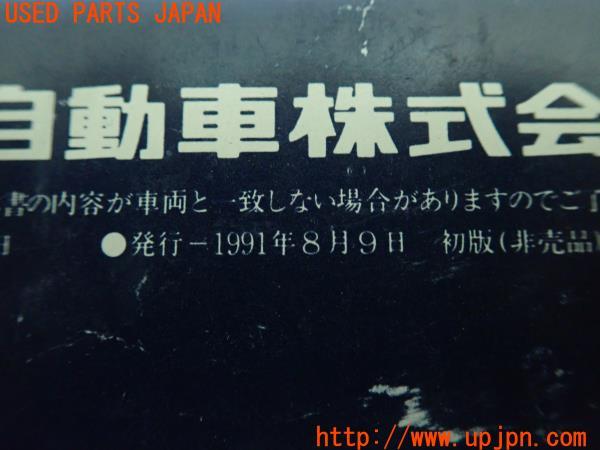 USED PARTS JAPAN
自動車株式会
書の内容が車両と一致しない場合がありますのでご了
日 ●発行−1991年8月9日 初版(非売品)
http://www.upjpn.com